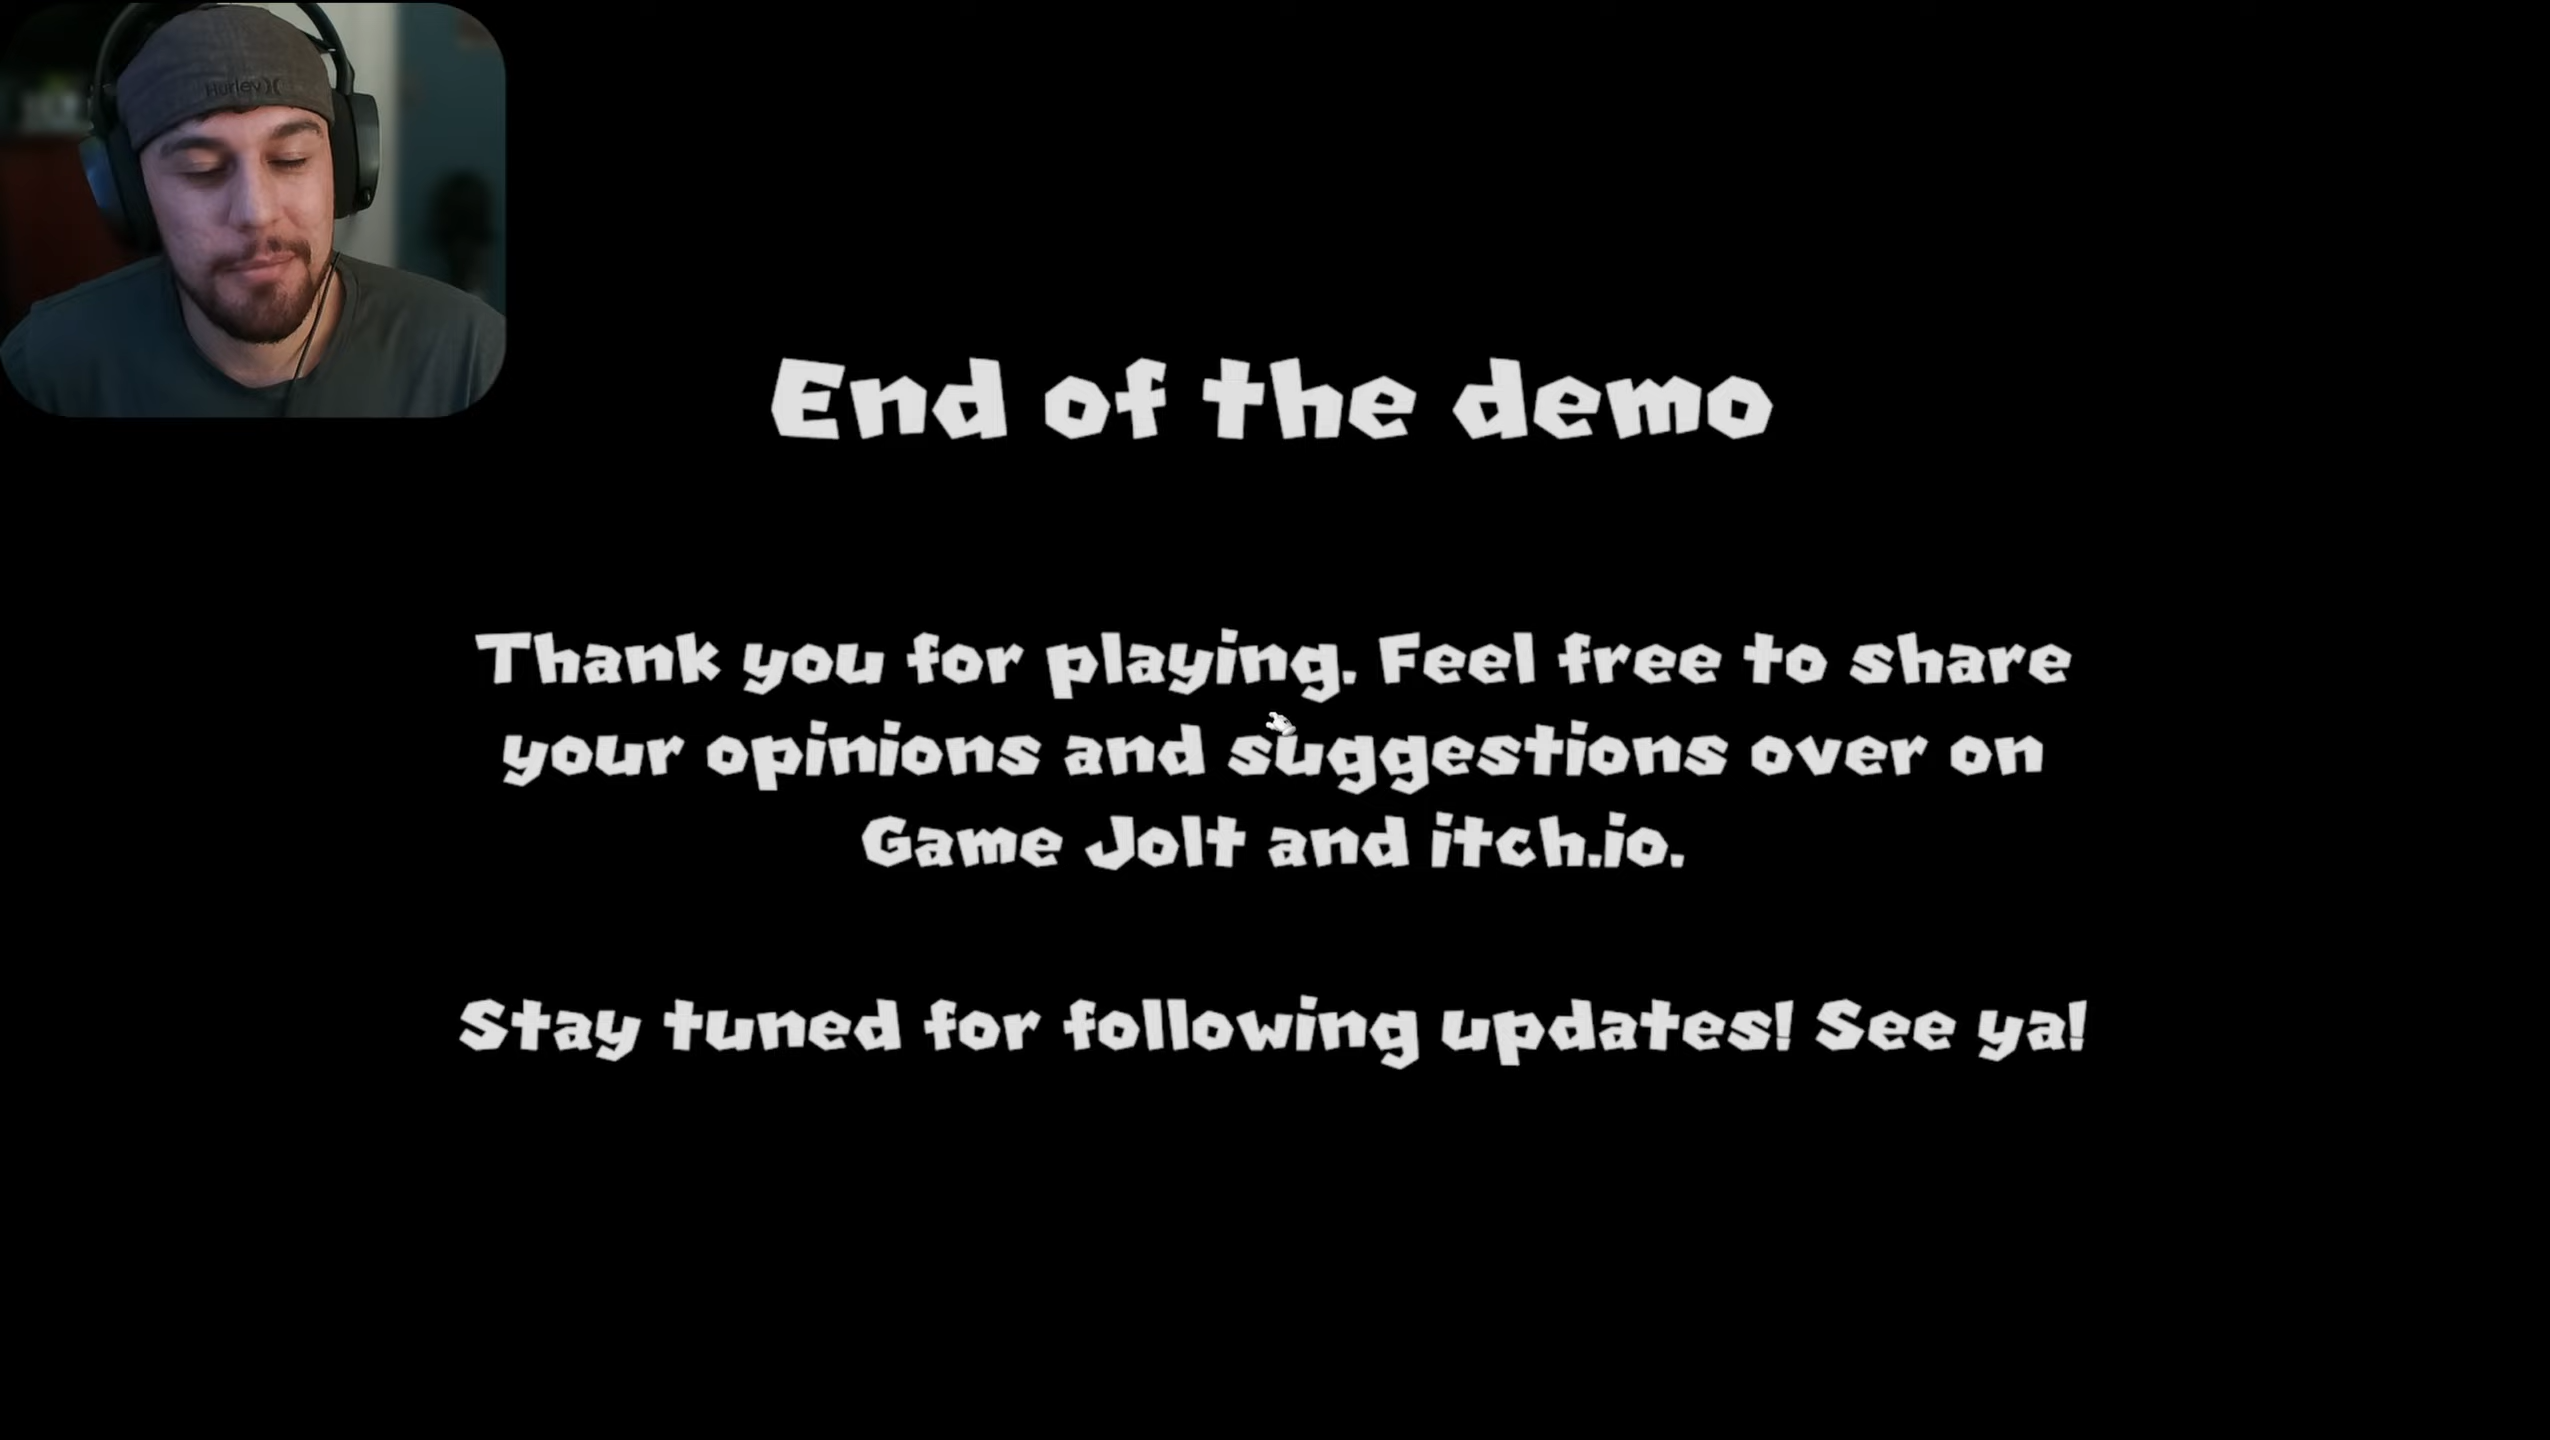 Hurley)(
End of the demo
Thank you for playing. Feel free to share
your opinions and suggestions over on
Game Jolt and itch.io.
Stay tuned for following updates! See ya!